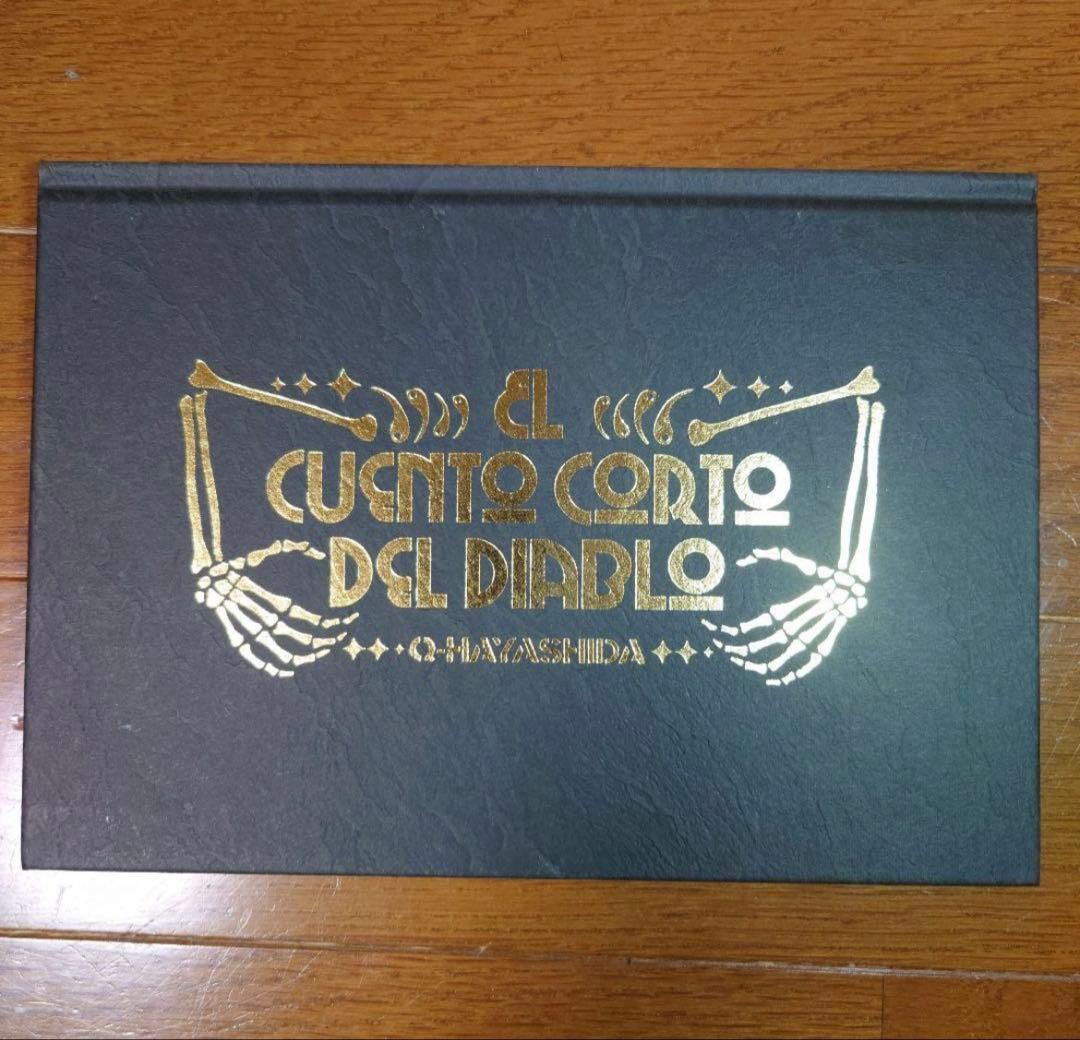 EL
CUENTO CORTO
DEL DIABLO
Q-HAYASHIDA